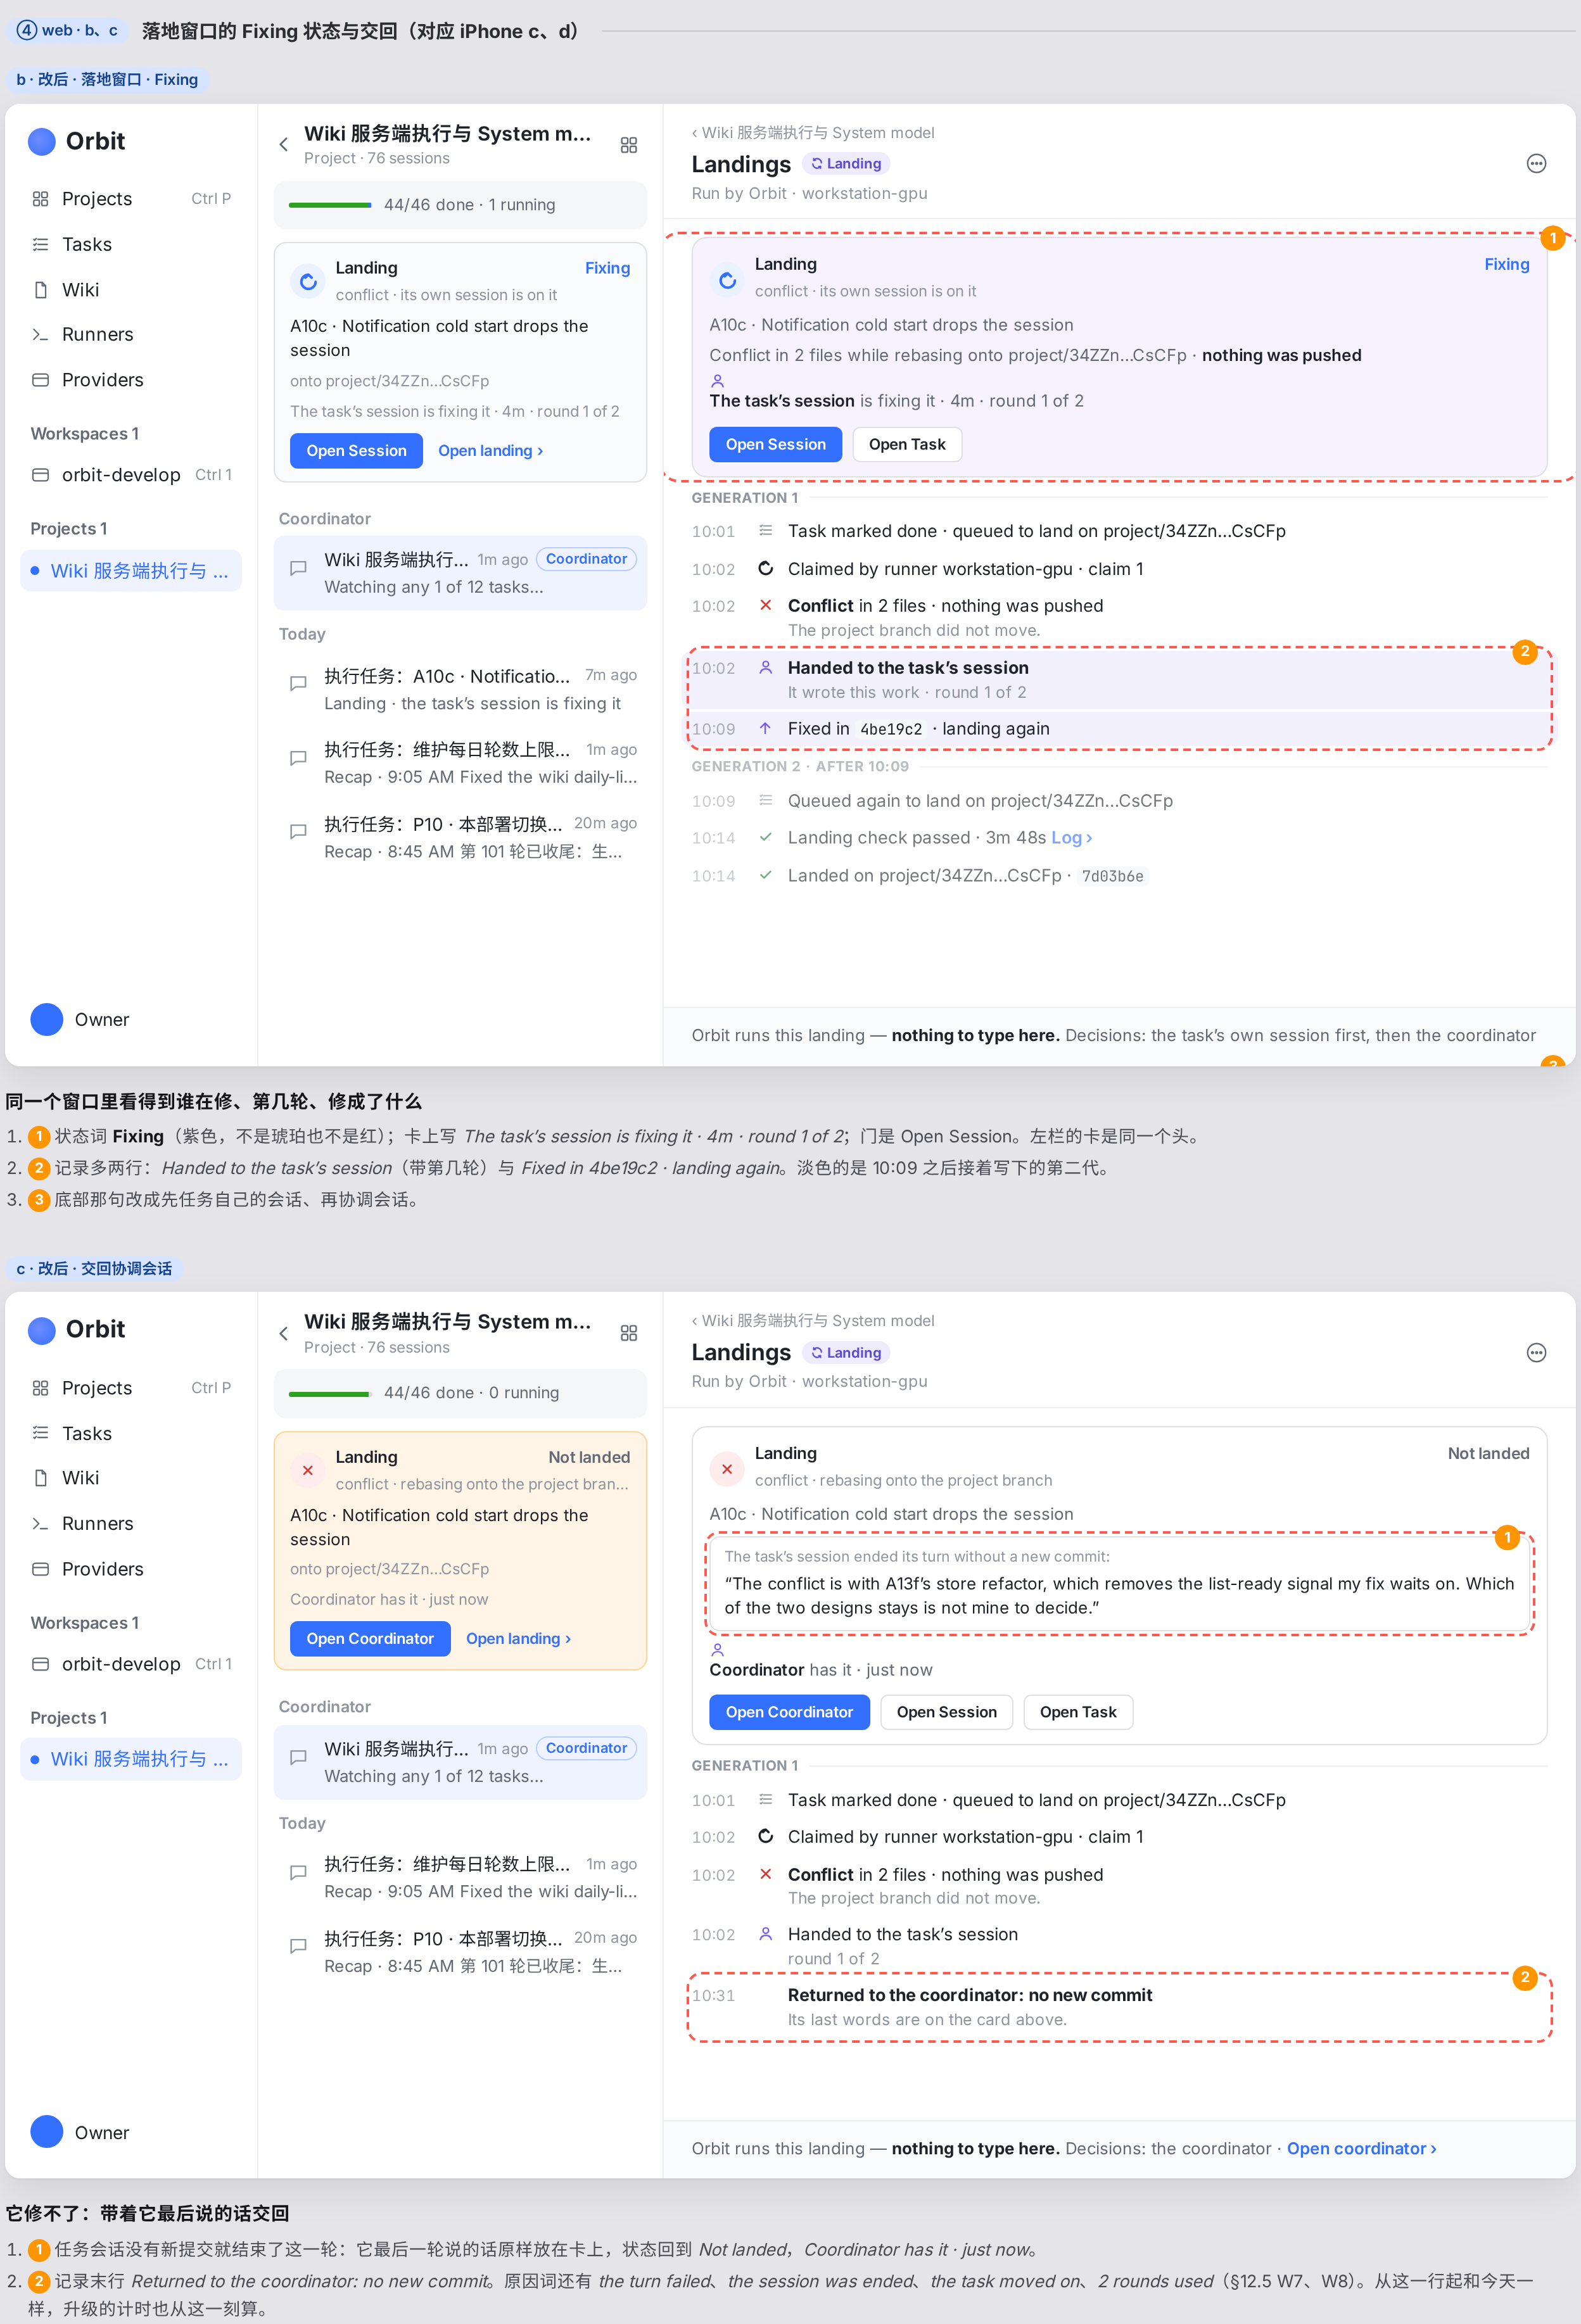 ④ web · b、c 落地窗口的 Fixing 状态与交回（对应 iPhone c、d）
b · 改后 · 落地窗口 · Fixing
Orbit
Projects Ctrl P
Tasks
Wiki
Runners
Providers
Workspaces 1
orbit-develop Ctrl 1
Projects 1
Wiki 服务端执行与 ...
Owner
Wiki 服务端执行与 System m...
Project · 76 sessions
44/46 done · 1 running
Landing Fixing
conflict · its own session is on it
A10c · Notification cold start drops the
session
onto project/34ZZn...CsCFp
The task’s session is fixing it · 4m · round 1 of 2
Open Session Open landing ›
Coordinator
Wiki 服务端执行... 1m ago Coordinator
Watching any 1 of 12 tasks...
Today
执行任务：A10c · Notificatio... 7m ago
Landing · the task’s session is fixing it
执行任务：维护每日轮数上限... 1m ago
Recap · 9:05 AM Fixed the wiki daily-li...
执行任务：P10 · 本部署切换... 20m ago
Recap · 8:45 AM 第 101 轮已收尾：生...
‹ Wiki 服务端执行与 System model
Landings Landing
Run by Orbit · workstation-gpu
1
Landing Fixing
conflict · its own session is on it
A10c · Notification cold start drops the session
Conflict in 2 files while rebasing onto project/34ZZn...CsCFp · nothing was pushed
The task’s session is fixing it · 4m · round 1 of 2
Open Session Open Task
GENERATION 1
10:01 Task marked done · queued to land on project/34ZZn...CsCFp
10:02 Claimed by runner workstation-gpu · claim 1
10:02 Conflict in 2 files · nothing was pushed
The project branch did not move.
2
10:02 Handed to the task’s session
It wrote this work · round 1 of 2
10:09 Fixed in 4be19c2 · landing again
GENERATION 2 · AFTER 10:09
10:09 Queued again to land on project/34ZZn...CsCFp
10:14 Landing check passed · 3m 48s Log ›
10:14 Landed on project/34ZZn...CsCFp · 7d03b6e
Orbit runs this landing — nothing to type here. Decisions: the task’s own session first, then the coordinator
3
同一个窗口里看得到谁在修、第几轮、修成了什么
1. 1 状态词 Fixing（紫色，不是琥珀也不是红）；卡上写 The task’s session is fixing it · 4m · round 1 of 2；门是 Open Session。左栏的卡是同一个头。
2. 2 记录多两行：Handed to the task’s session（带第几轮）与 Fixed in 4be19c2 · landing again。淡色的是 10:09 之后接着写下的第二代。
3. 3 底部那句改成先任务自己的会话、再协调会话。
c · 改后 · 交回协调会话
Orbit
Projects Ctrl P
Tasks
Wiki
Runners
Providers
Workspaces 1
orbit-develop Ctrl 1
Projects 1
Wiki 服务端执行与 ...
Owner
Wiki 服务端执行与 System m...
Project · 76 sessions
44/46 done · 0 running
Landing Not landed
conflict · rebasing onto the project bran...
A10c · Notification cold start drops the
session
onto project/34ZZn...CsCFp
Coordinator has it · just now
Open Coordinator Open landing ›
Coordinator
Wiki 服务端执行... 1m ago Coordinator
Watching any 1 of 12 tasks...
Today
执行任务：维护每日轮数上限... 1m ago
Recap · 9:05 AM Fixed the wiki daily-li...
执行任务：P10 · 本部署切换... 20m ago
Recap · 8:45 AM 第 101 轮已收尾：生...
‹ Wiki 服务端执行与 System model
Landings Landing
Run by Orbit · workstation-gpu
Landing Not landed
conflict · rebasing onto the project branch
A10c · Notification cold start drops the session
1
The task’s session ended its turn without a new commit:
“The conflict is with A13f’s store refactor, which removes the list-ready signal my fix waits on. Which
of the two designs stays is not mine to decide.”
Coordinator has it · just now
Open Coordinator Open Session Open Task
GENERATION 1
10:01 Task marked done · queued to land on project/34ZZn...CsCFp
10:02 Claimed by runner workstation-gpu · claim 1
10:02 Conflict in 2 files · nothing was pushed
The project branch did not move.
10:02 Handed to the task’s session
round 1 of 2
2
10:31 Returned to the coordinator: no new commit
Its last words are on the card above.
Orbit runs this landing — nothing to type here. Decisions: the coordinator · Open coordinator ›
它修不了：带着它最后说的话交回
1. 1 任务会话没有新提交就结束了这一轮：它最后一轮说的话原样放在卡上，状态回到 Not landed，Coordinator has it · just now。
2. 2 记录末行 Returned to the coordinator: no new commit。原因词还有 the turn failed、the session was ended、the task moved on、2 rounds used（§12.5 W7、W8）。从这一行起和今天一
样，升级的计时也从这一刻算。